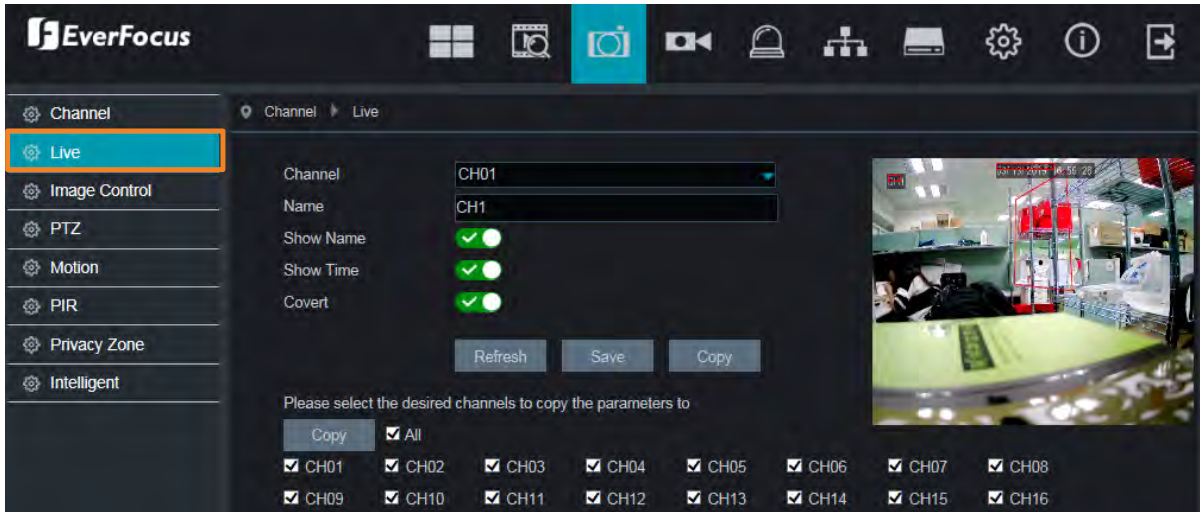 EverFocus
Channel
Live
Image Control
PTZ
Motion
PIR
Privacy Zone
Intelligent
Channel Live
Channel CH01
Name CH1
Show Name
Show Time
Covert
Refresh Save Copy
Please select the desired channels to copy the parameters to
Copy All
CH01 CH02 CH03 CH04 CH05 CH06 CH07 CH08
CH09 CH10 CH11 CH12 CH13 CH14 CH15 CH16